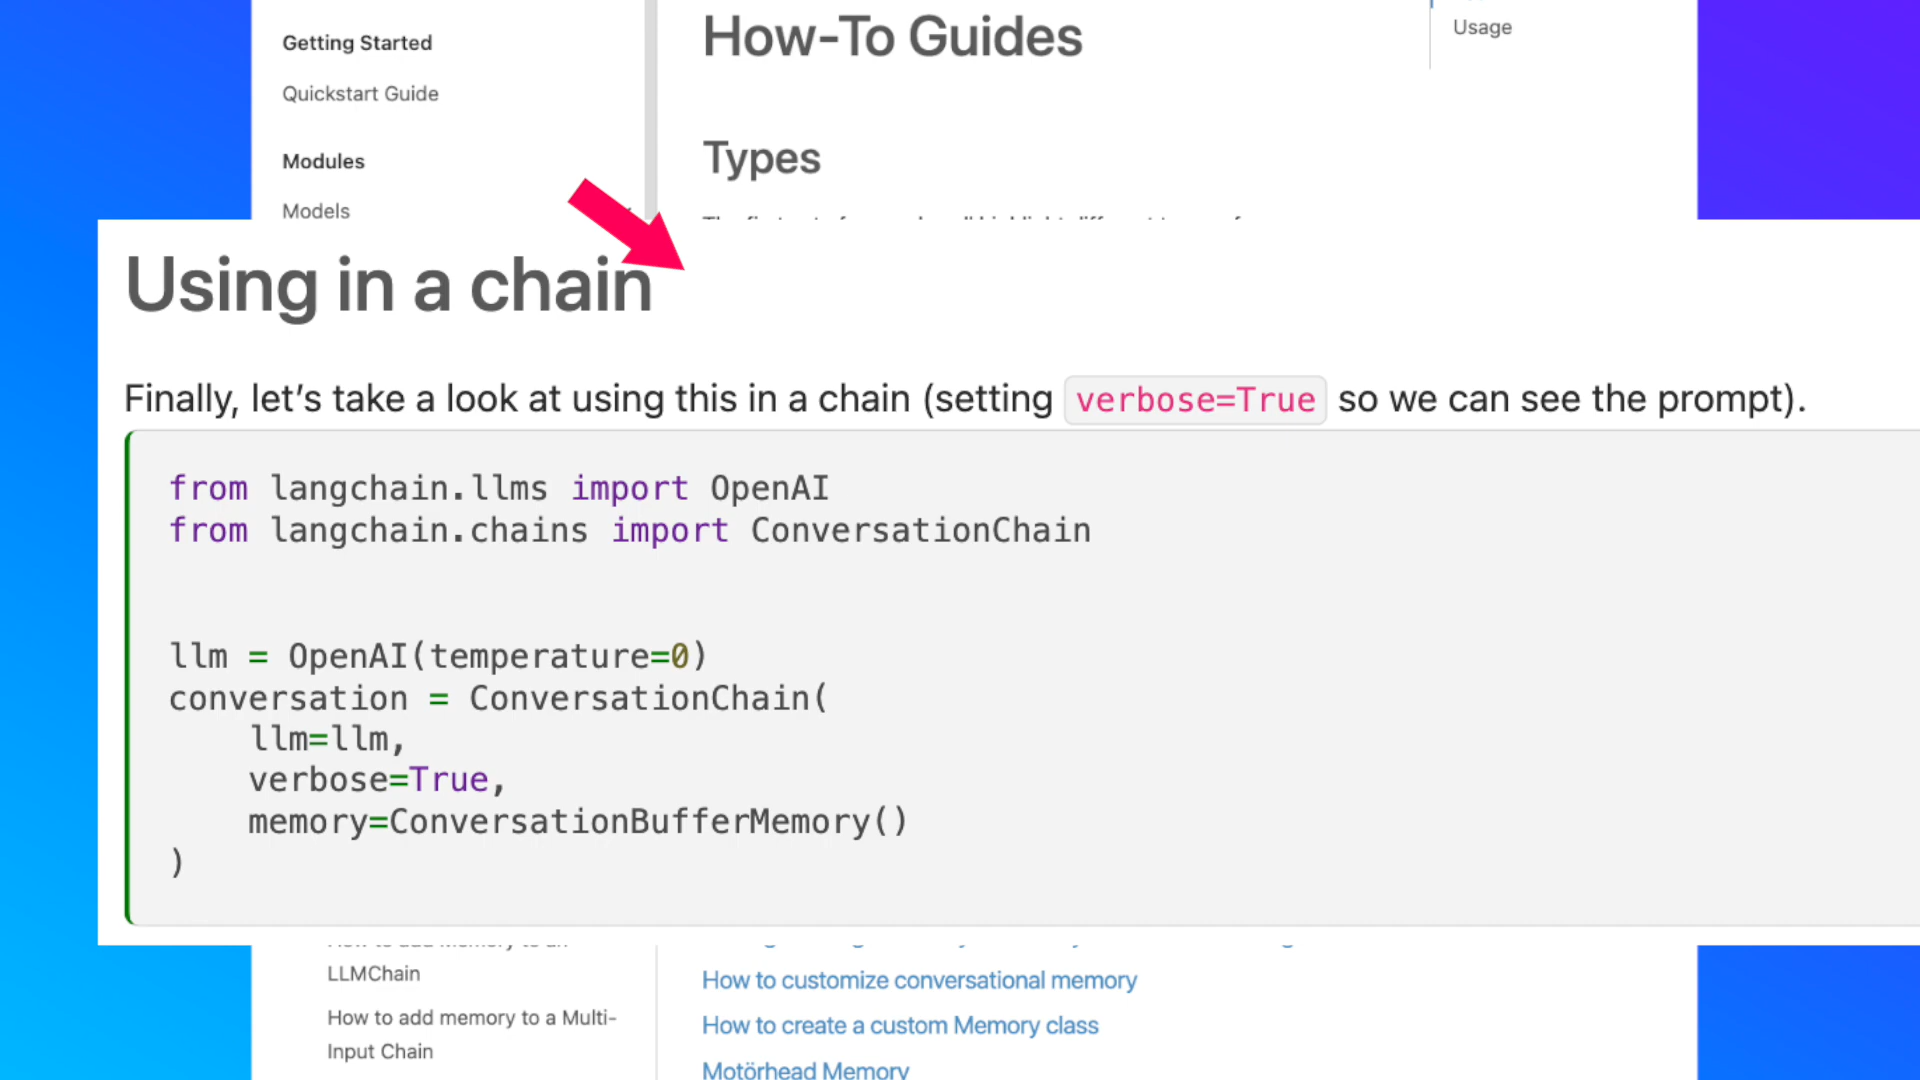 Getting Started
Quickstart Guide
Modules
Models
How-To Guides
Types
Usage
Using in a chain
Finally, let’s take a look at using this in a chain (setting verbose=True so we can see the prompt).
from langchain.llms import OpenAI
from langchain.chains import ConversationChain
llm = OpenAI(temperature=0)
conversation = ConversationChain(
    llm=llm,
    verbose=True,
    memory=ConversationBufferMemory()
)
LLMChain
How to add memory to a Multi-
Input Chain
How to customize conversational memory
How to create a custom Memory class
Motörhead Memory